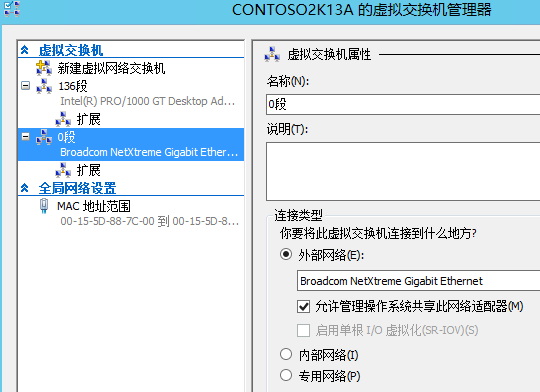 CONTOSO2K13A 的虚拟交换机管理器
虚拟交换机
新建虚拟网络交换机
136段
Intel(R) PRO/1000 GT Desktop Ad...
扩展
0段
Broadcom NetXtreme Gigabit Ether...
扩展
全局网络设置
MAC 地址范围
00-15-5D-88-7C-00 到 00-15-5D-8...
虚拟交换机属性
名称(N):
0段
说明(T):
连接类型
你要将此虚拟交换机连接到什么地方?
外部网络(E):
Broadcom NetXtreme Gigabit Ethernet
允许管理操作系统共享此网络适配器(M)
启用单根 I/O 虚拟化(SR-IOV)(S)
内部网络(I)
专用网络(P)